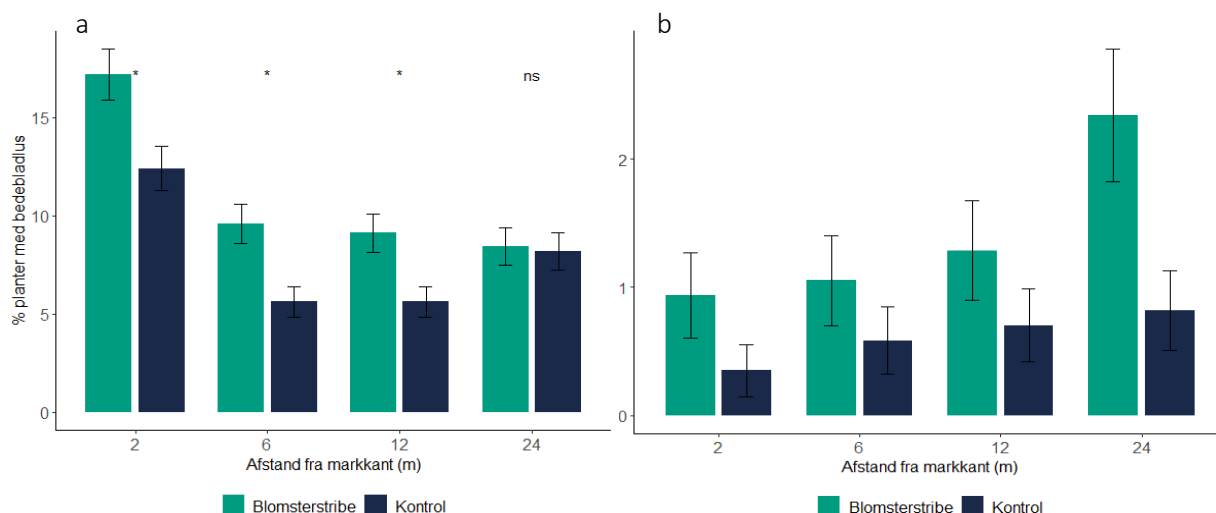 a
% planter med bedebladlus
15
10
5
0
* * * ns
2 6 12 24
Afstand fra markkant (m)
Blomsterstribe Kontrol
b
2
1
0
2 6 12 24
Afstand fra markkant (m)
Blomsterstribe Kontrol